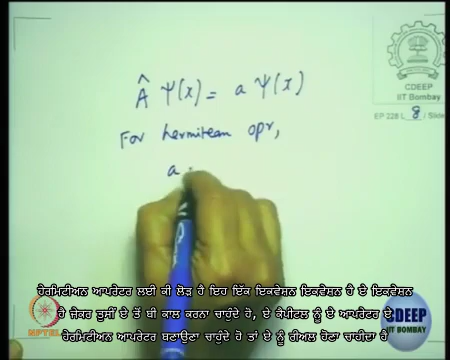 Â Ψ(x) = a Ψ(x)
For hermiteam opr,
a
CDEEP
IIT Bombay
EP 228 L 8 / Slide
ਹੇਰਮਿਟੀਅਨ ਆਪਰੇਟਰ ਲਈ ਕੀ ਲੋੜ ਹੈ ਇਹ ਇੱਕ ਇਕਵੇਸ਼ਨ ਇਕਵੇਸ਼ਨ ਹੈ ਏ ਇਕਵੇਸ਼ਨ
ਹੈ ਜੇਕਰ ਤੁਸੀਂ ਏ ਤੋਂ ਬੀ ਕਾਲ ਕਰਨਾ ਚਾਹੁੰਦੇ ਹੋ, ਏ ਕੈਪੀਟਲ ਨੂੰ ਏ ਆਪਰੇਟਰ ਏ
ਹੇਰਮਿਟੀਅਨ ਆਪਰੇਟਰ ਬਣਾਉਣਾ ਚਾਹੁੰਦੇ ਹੋ ਤਾਂ ਏ ਨੂੰ ਰੀਅਲ ਹੋਣਾ ਚਾਹੀਦਾ ਹੈ
NPTEL
CDEEP
IIT BOMBAY